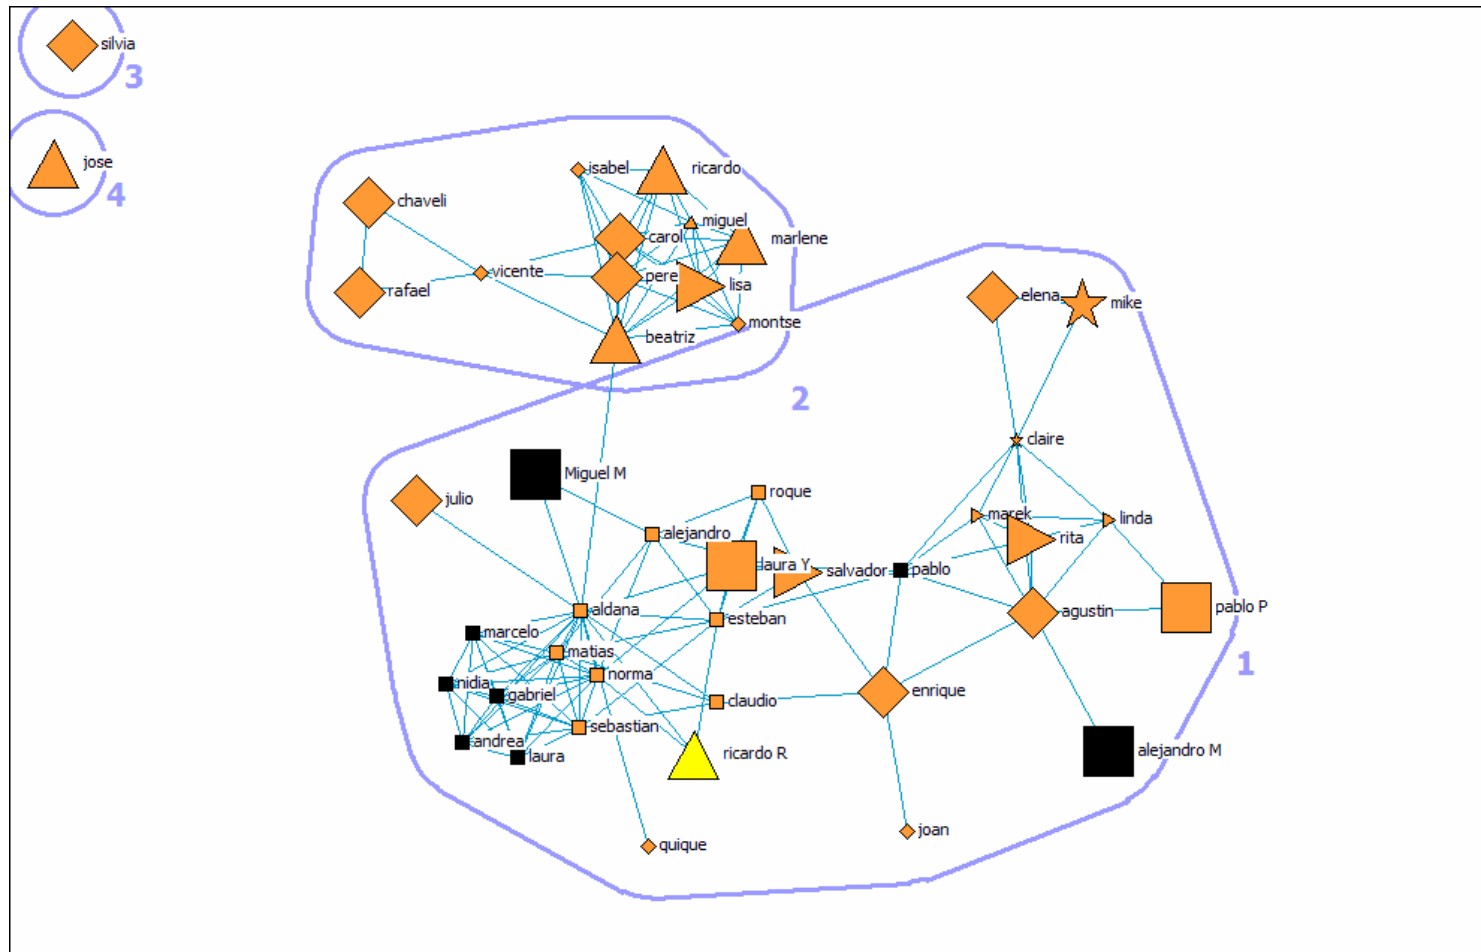 silvia
3
jose
4
isabel
ricardo
chaveli
miguel
carol
marlene
vicente
pere
lisa
rafael
montse
beatriz
elena
mike
2
claire
Miguel M
julio
roque
marek
linda
alejandro
rita
laura Y
salvador
pablo
aldana
esteban
agustin
pablo P
marcelo
matias
1
norma
nidia
gabriel
enrique
claudio
sebastian
andrea
laura
ricardo R
alejandro M
joan
quique